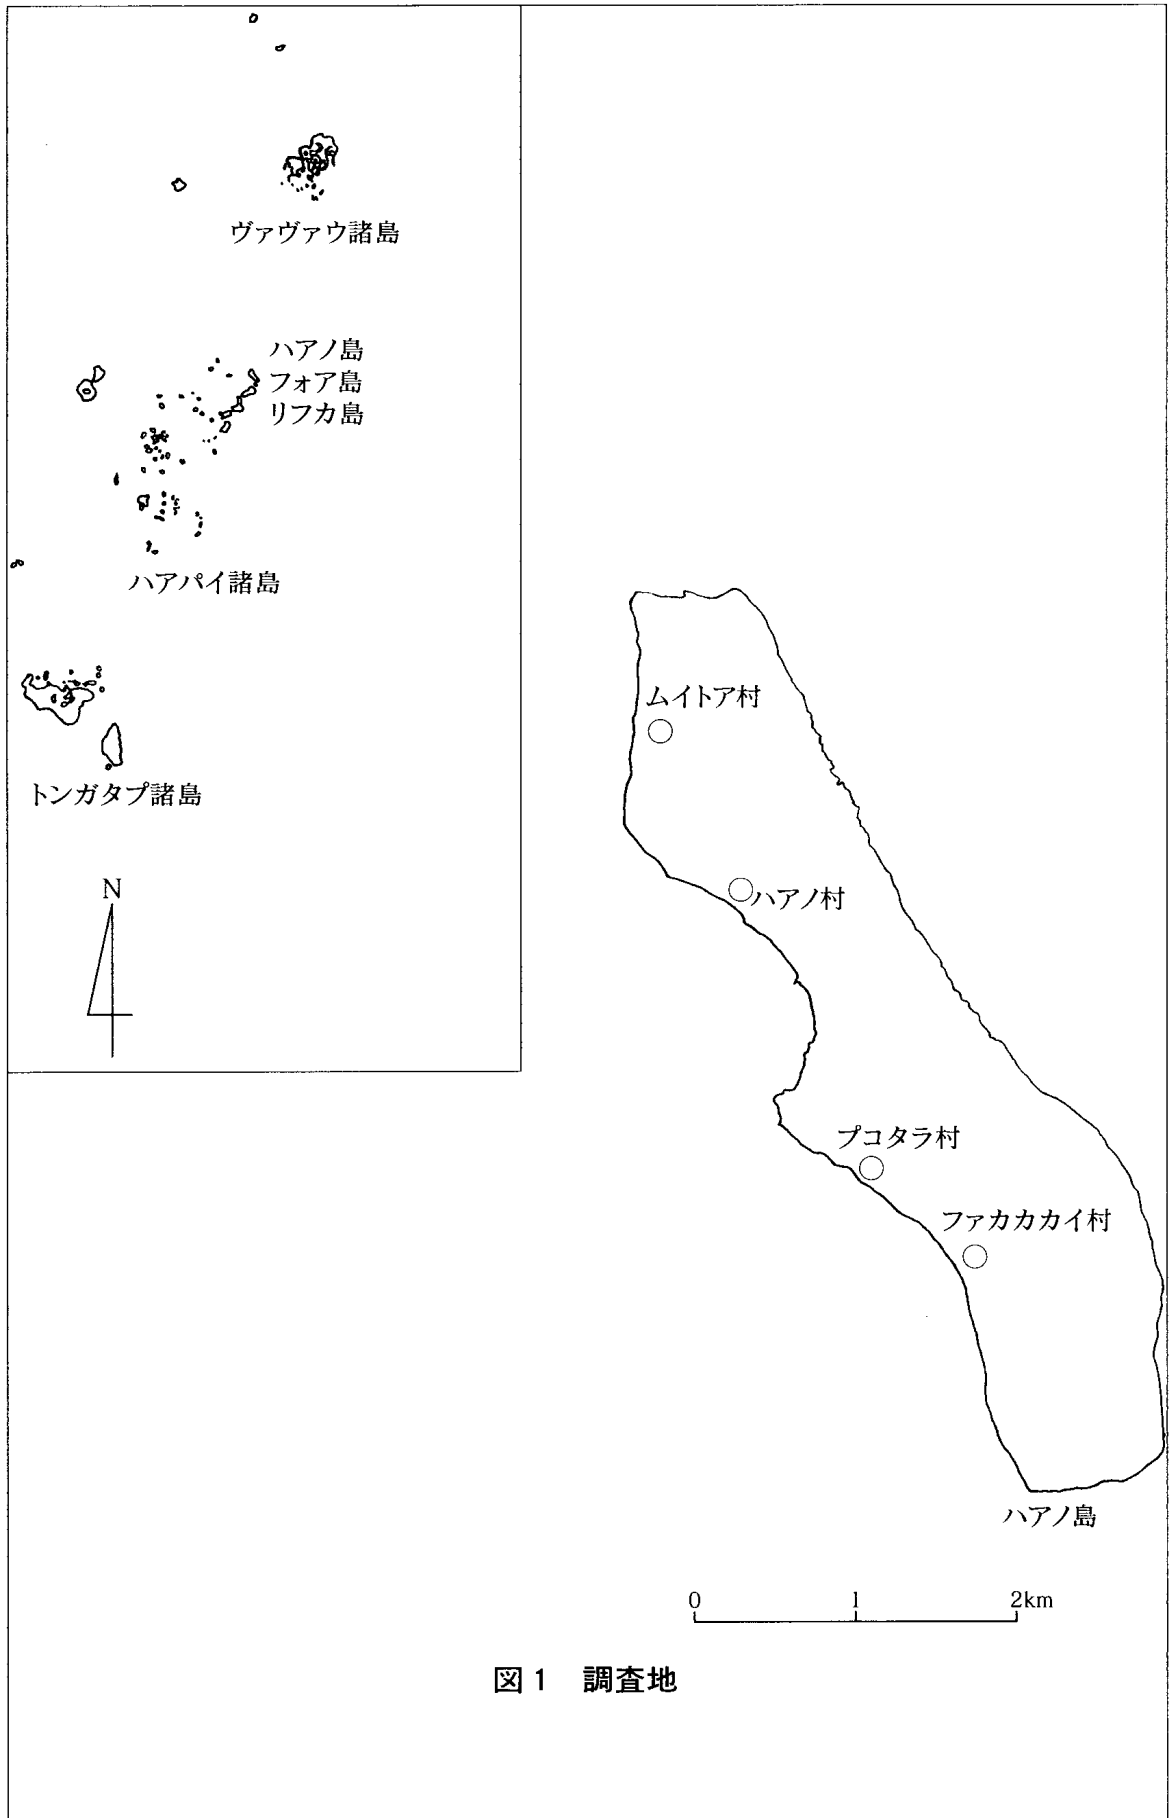 ヴァヴァウ諸島
ハアノ島
フォア島
リフカ島
ハアパイ諸島
トンガタプ諸島
N
ムイトア村
ハアノ村
プコタラ村
ファカカカイ村
ハアノ島
0 1 2km
図1 調査地